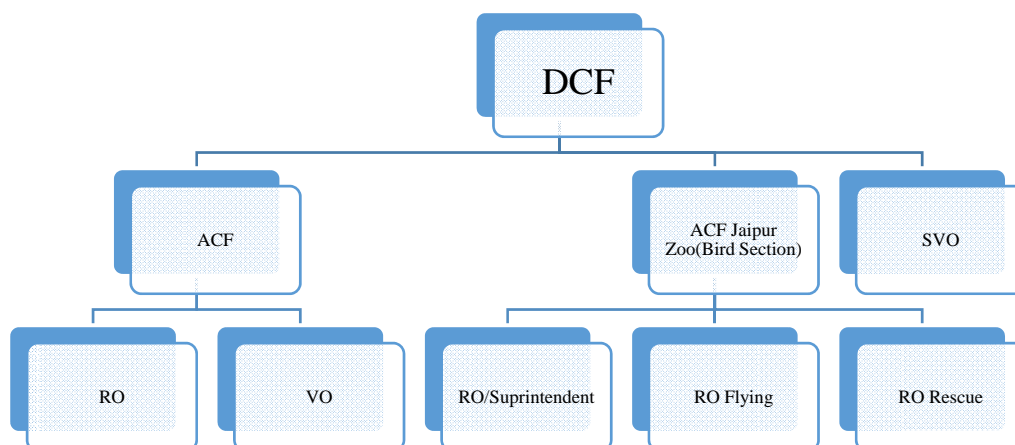 DCF
ACF
ACF Jaipur
Zoo(Bird Section)
SVO
RO
VO
RO/Suprintendent
RO Flying
RO Rescue